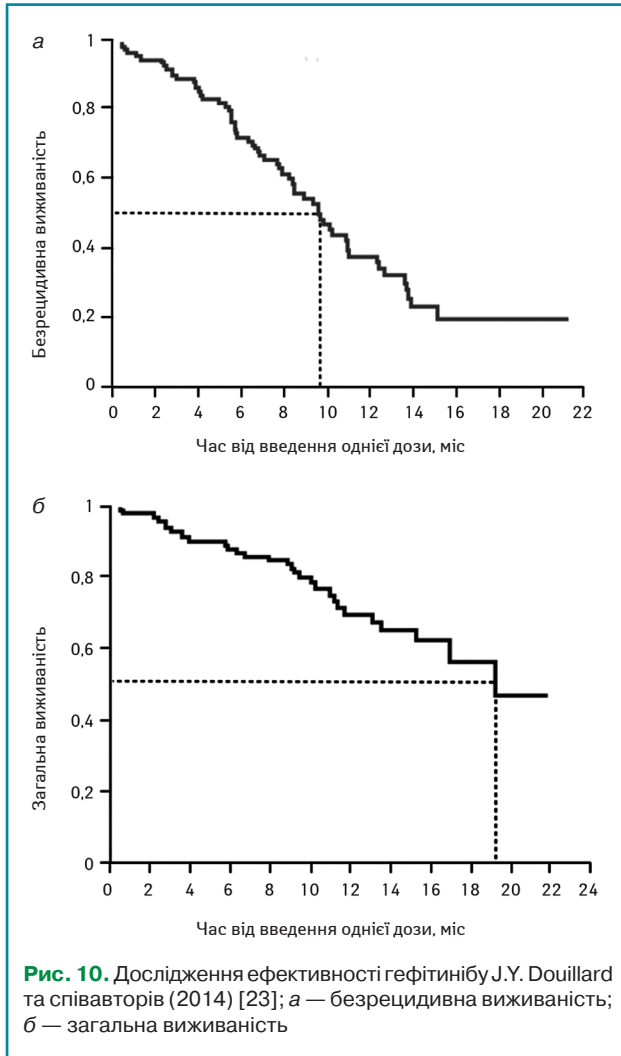 а
1
0,8
0,6
0,4
0,2
0
Безрецидивна виживаність
0 2 4 6 8 10 12 14 16 18 20 22
Час від введення однієї дози, міс
б
1
0,8
0,6
0,4
0,2
0
Загальна виживаність
0 2 4 6 8 10 12 14 16 18 20 22 24
Час від введення однієї дози, міс
Рис. 10. Дослідження ефективності гефітинібу J.Y. Douillard
та співавторів (2014) [23]; а — безрецидивна виживаність;
б — загальна виживаність